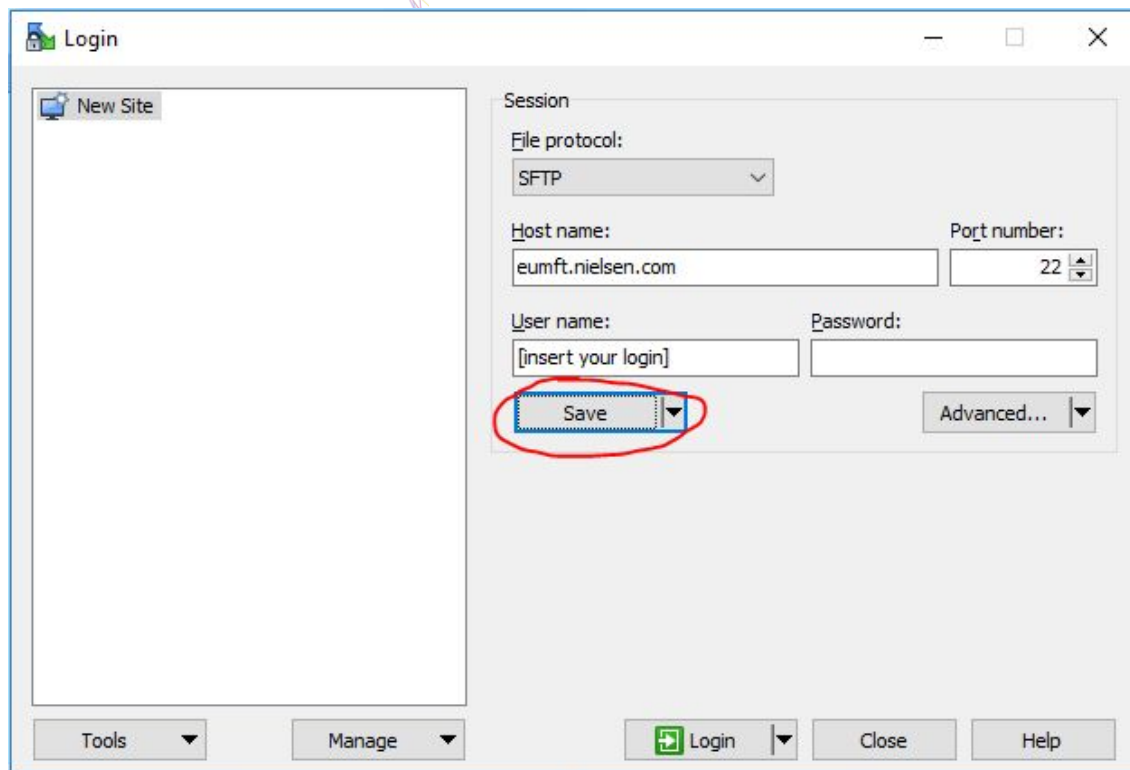 Login
New Site
Session
File protocol:
SFTP
Host name:
Port number:
eumft.nielsen.com
22
User name:
Password:
[insert your login]
Save
Advanced...
Tools
Manage
Login
Close
Help